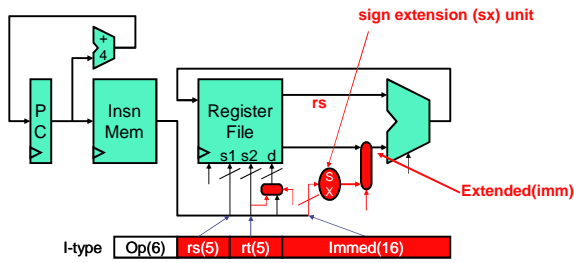 sign extension (sx) unit
+
4
P
C
Insn
Mem
Register
File
s1 s2 d
rs
S
X
Extended(imm)
I-type Op(6) rs(5) rt(5) Immed(16)